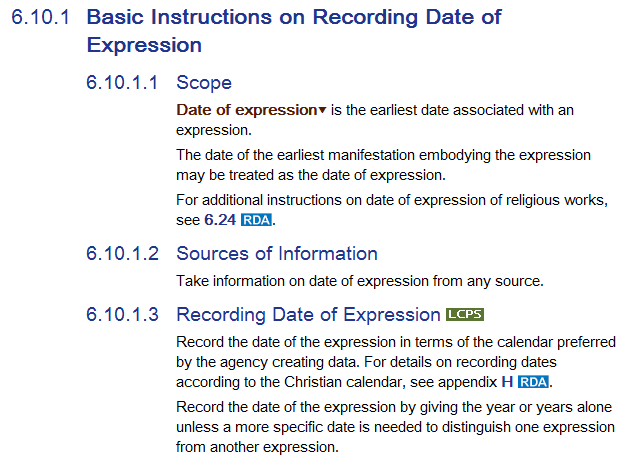 6.10.1 Basic Instructions on Recording Date of
Expression
6.10.1.1 Scope
Date of expression▾ is the earliest date associated with an
expression.
The date of the earliest manifestation embodying the expression
may be treated as the date of expression.
For additional instructions on date of expression of religious works,
see 6.24 RDA.
6.10.1.2 Sources of Information
Take information on date of expression from any source.
6.10.1.3 Recording Date of Expression LCPS
Record the date of the expression in terms of the calendar preferred
by the agency creating data. For details on recording dates
according to the Christian calendar, see appendix H RDA.
Record the date of the expression by giving the year or years alone
unless a more specific date is needed to distinguish one expression
from another expression.